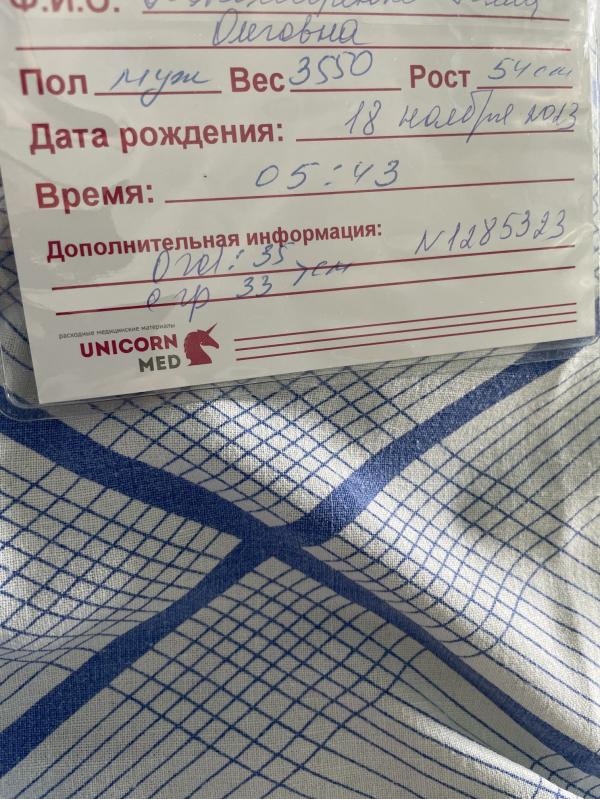 Ф.И.О.
Олеговна
Пол муж Вес 3550 Рост 54 см
Дата рождения: 18 ноября 2013
Время: 05:43
Дополнительная информация: N1285323
Огол: 35
Огр 33 см
расходные медицинские материалы
UNICORN
MED